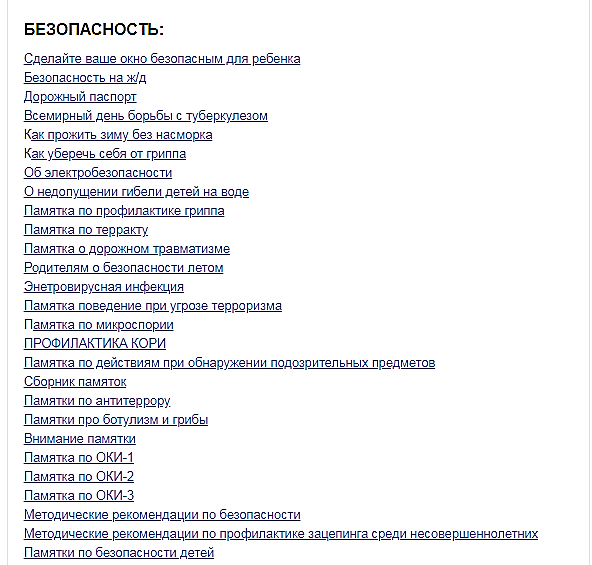 БЕЗОПАСНОСТЬ:
Сделайте ваше окно безопасным для ребенка
Безопасность на ж/д
Дорожный паспорт
Всемирный день борьбы с туберкулезом
Как прожить зиму без насморка
Как уберечь себя от гриппа
Об электробезопасности
О недопущении гибели детей на воде
Памятка по профилактике гриппа
Памятка по терракту
Памятка о дорожном травматизме
Родителям о безопасности летом
Энетровирусная инфекция
Памятка поведение при угрозе терроризма
Памятка по микроспории
ПРОФИЛАКТИКА КОРИ
Памятка по действиям при обнаружении подозрительных предметов
Сборник памяток
Памятки по антитеррору
Памятки про ботулизм и грибы
Внимание памятки
Памятка по ОКИ-1
Памятка по ОКИ-2
Памятка по ОКИ-3
Методические рекомендации по безопасности
Методические рекомендации по профилактике зацепинга среди несовершеннолетних
Памятки по безопасности детей